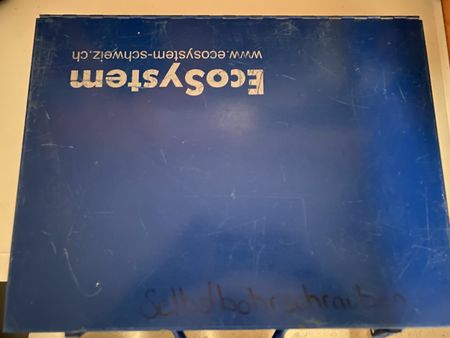 EcoSystem
www.ecosystem-schweiz.ch
Selbstbohrschrauben